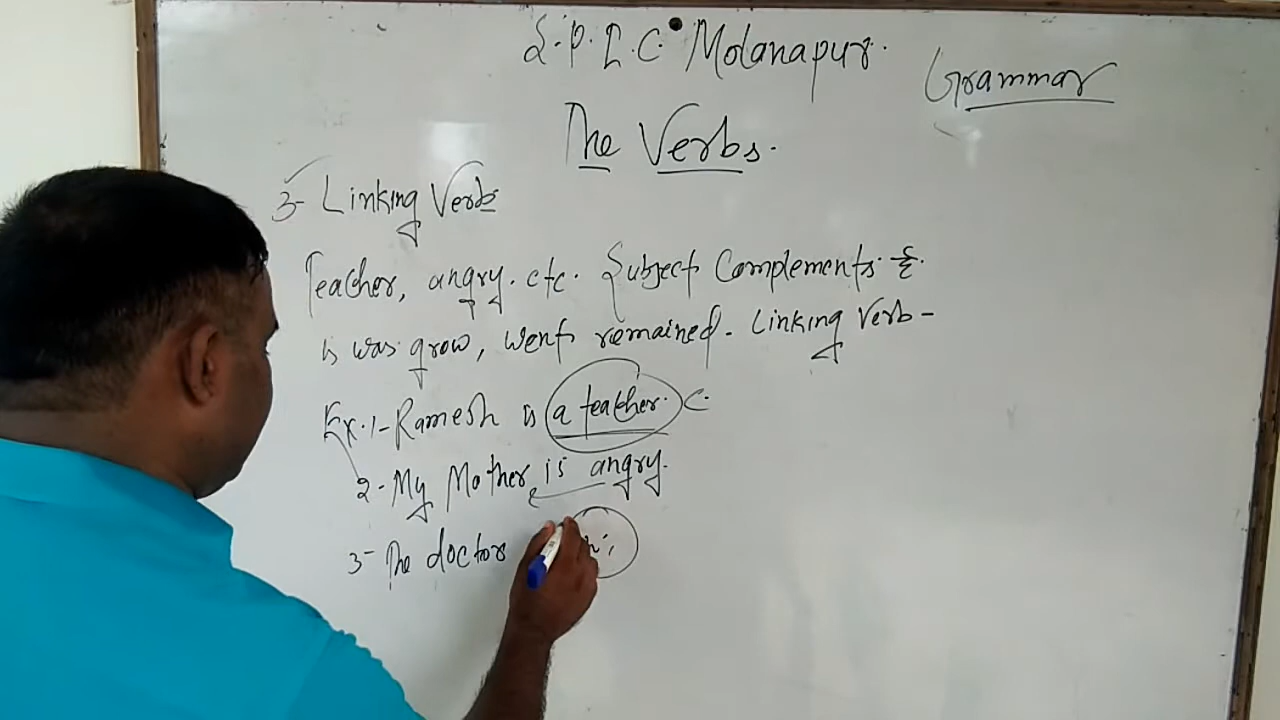 S.P.I.C. Molanapur.
Grammar
The Verbs.
3- Linking Verb
Teacher, angry. etc. Subject Complements हैं.
is was grow, went remained. Linking Verb -
Ex. 1- Ramesh is a teacher. C.
2- My Mother is angry.
3- The doctor